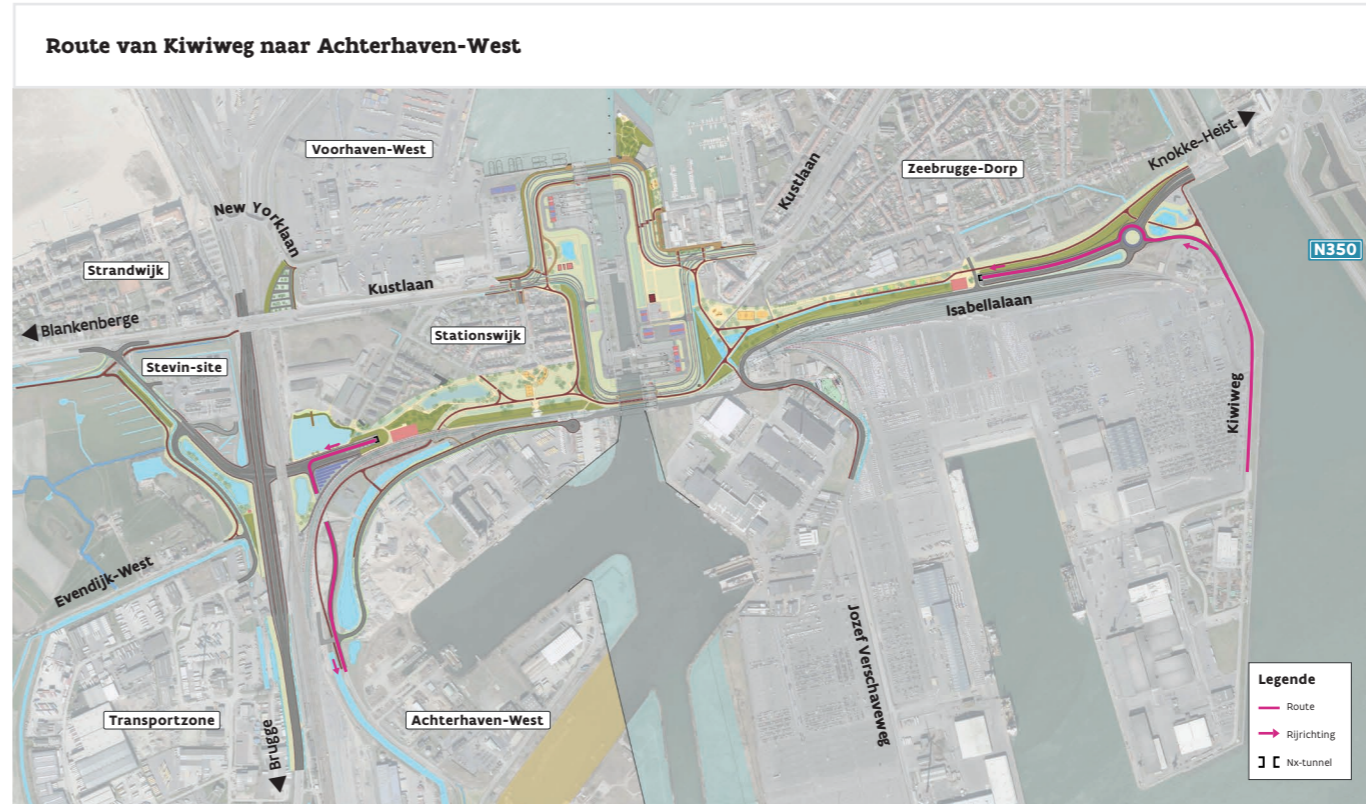 Route van Kiwiweg naar Achterhaven-West
Voorhaven-West
Zeebrugge-Dorp
Knokke-Heist
Kustlaan
New Yorklaan
N350
Strandwijk
Kustlaan
Isabellalaan
Blankenberge
Stationswijk
Stevin-site
Kiwiweg
Evendijk-West
Jozef Verschaveweg
Transportzone
Achterhaven-West
Brugge
Legende
Route
Rijrichting
Nx-tunnel